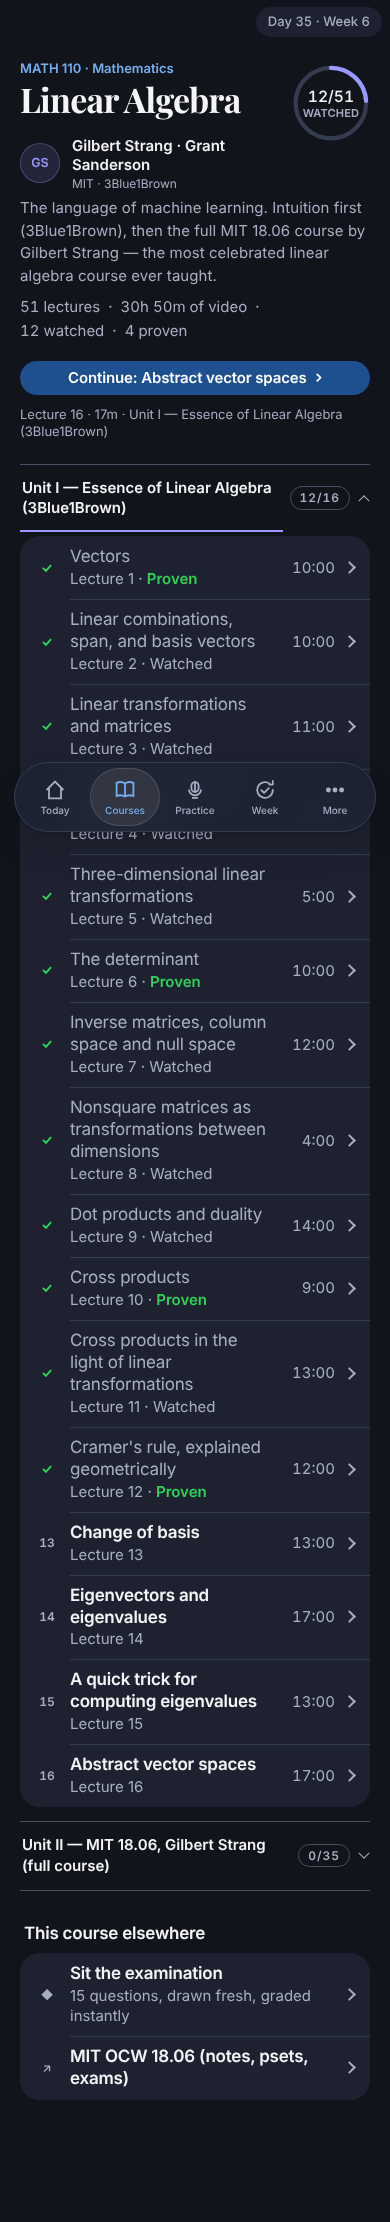 Day 35 · Week 6
MATH 110 · Mathematics
Linear Algebra
12/51
WATCHED
GS
Gilbert Strang · Grant
Sanderson
MIT · 3Blue1Brown
The language of machine learning. Intuition first
(3Blue1Brown), then the full MIT 18.06 course by
Gilbert Strang — the most celebrated linear
algebra course ever taught.
51 lectures · 30h 50m of video ·
12 watched · 4 proven
Continue: Abstract vector spaces
Lecture 16 · 17m · Unit I — Essence of Linear Algebra
(3Blue1Brown)
Unit I — Essence of Linear Algebra
(3Blue1Brown)
12/16
Vectors
Lecture 1 · Proven
10:00
Linear combinations,
span, and basis vectors
Lecture 2 · Watched
10:00
Linear transformations
and matrices
Lecture 3 · Watched
11:00
Today
Courses
Practice
Week
More
Lecture 4 · Watched
Three-dimensional linear
transformations
Lecture 5 · Watched
5:00
The determinant
Lecture 6 · Proven
10:00
Inverse matrices, column
space and null space
Lecture 7 · Watched
12:00
Nonsquare matrices as
transformations between
dimensions
Lecture 8 · Watched
4:00
Dot products and duality
Lecture 9 · Watched
14:00
Cross products
Lecture 10 · Proven
9:00
Cross products in the
light of linear
transformations
Lecture 11 · Watched
13:00
Cramer's rule, explained
geometrically
Lecture 12 · Proven
12:00
13
Change of basis
Lecture 13
13:00
14
Eigenvectors and
eigenvalues
Lecture 14
17:00
15
A quick trick for
computing eigenvalues
Lecture 15
13:00
16
Abstract vector spaces
Lecture 16
17:00
Unit II — MIT 18.06, Gilbert Strang
(full course)
0/35
This course elsewhere
Sit the examination
15 questions, drawn fresh, graded
instantly
MIT OCW 18.06 (notes, psets,
exams)